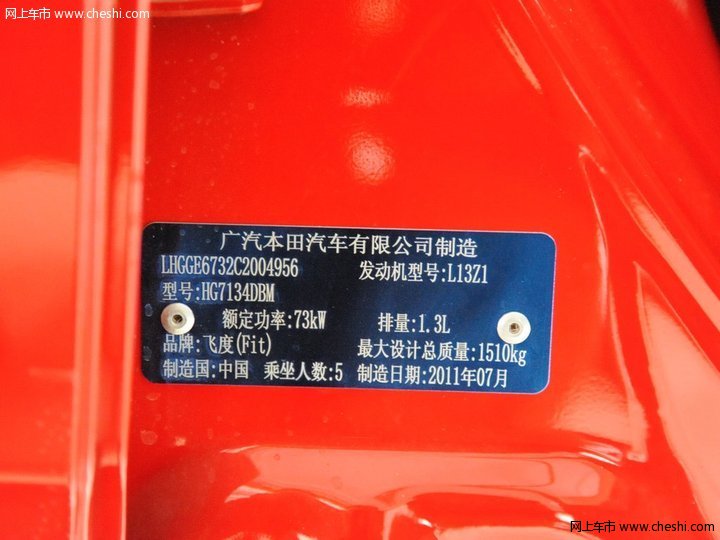 网上车市 www.cheshi.com
广汽本田汽车有限公司制造
LHGGE6732C2004956 发动机型号:L13Z1
型号:HG7134DBM
额定功率:73kW 排量:1.3L
品牌:飞度(Fit) 最大设计总质量:1510kg
制造国:中国 乘坐人数:5 制造日期:2011年07月
网上车市 www.cheshi.com